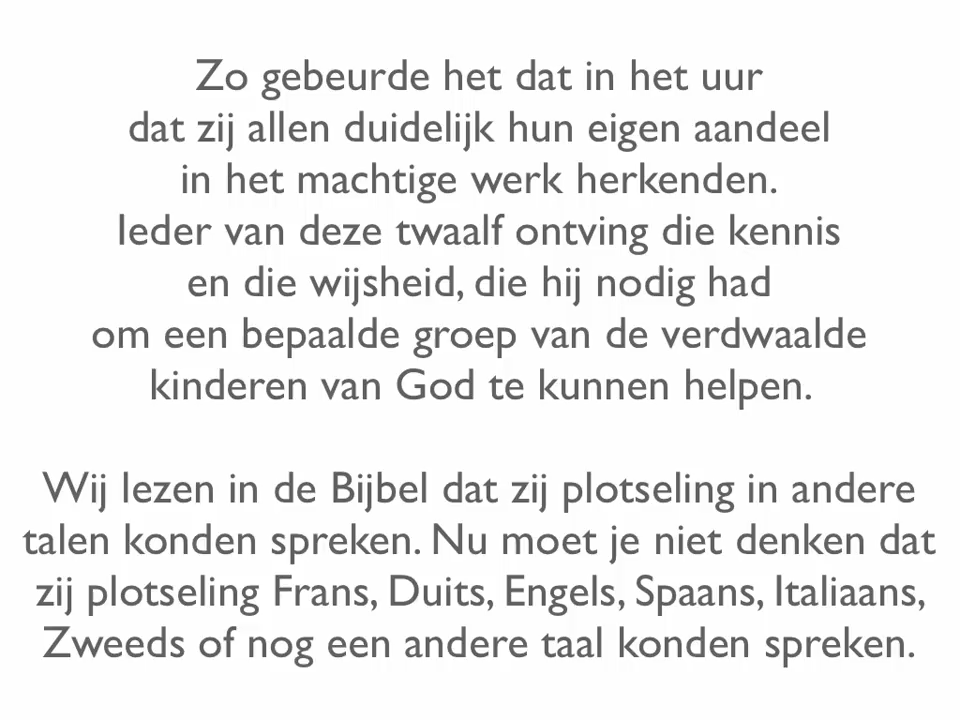 Zo gebeurde het dat in het uur
dat zij allen duidelijk hun eigen aandeel
in het machtige werk herkenden.
Ieder van deze twaalf ontving die kennis
en die wijsheid, die hij nodig had
om een bepaalde groep van de verdwaalde
kinderen van God te kunnen helpen.
Wij lezen in de Bijbel dat zij plotseling in andere
talen konden spreken. Nu moet je niet denken dat
zij plotseling Frans, Duits, Engels, Spaans, Italiaans,
Zweeds of nog een andere taal konden spreken.